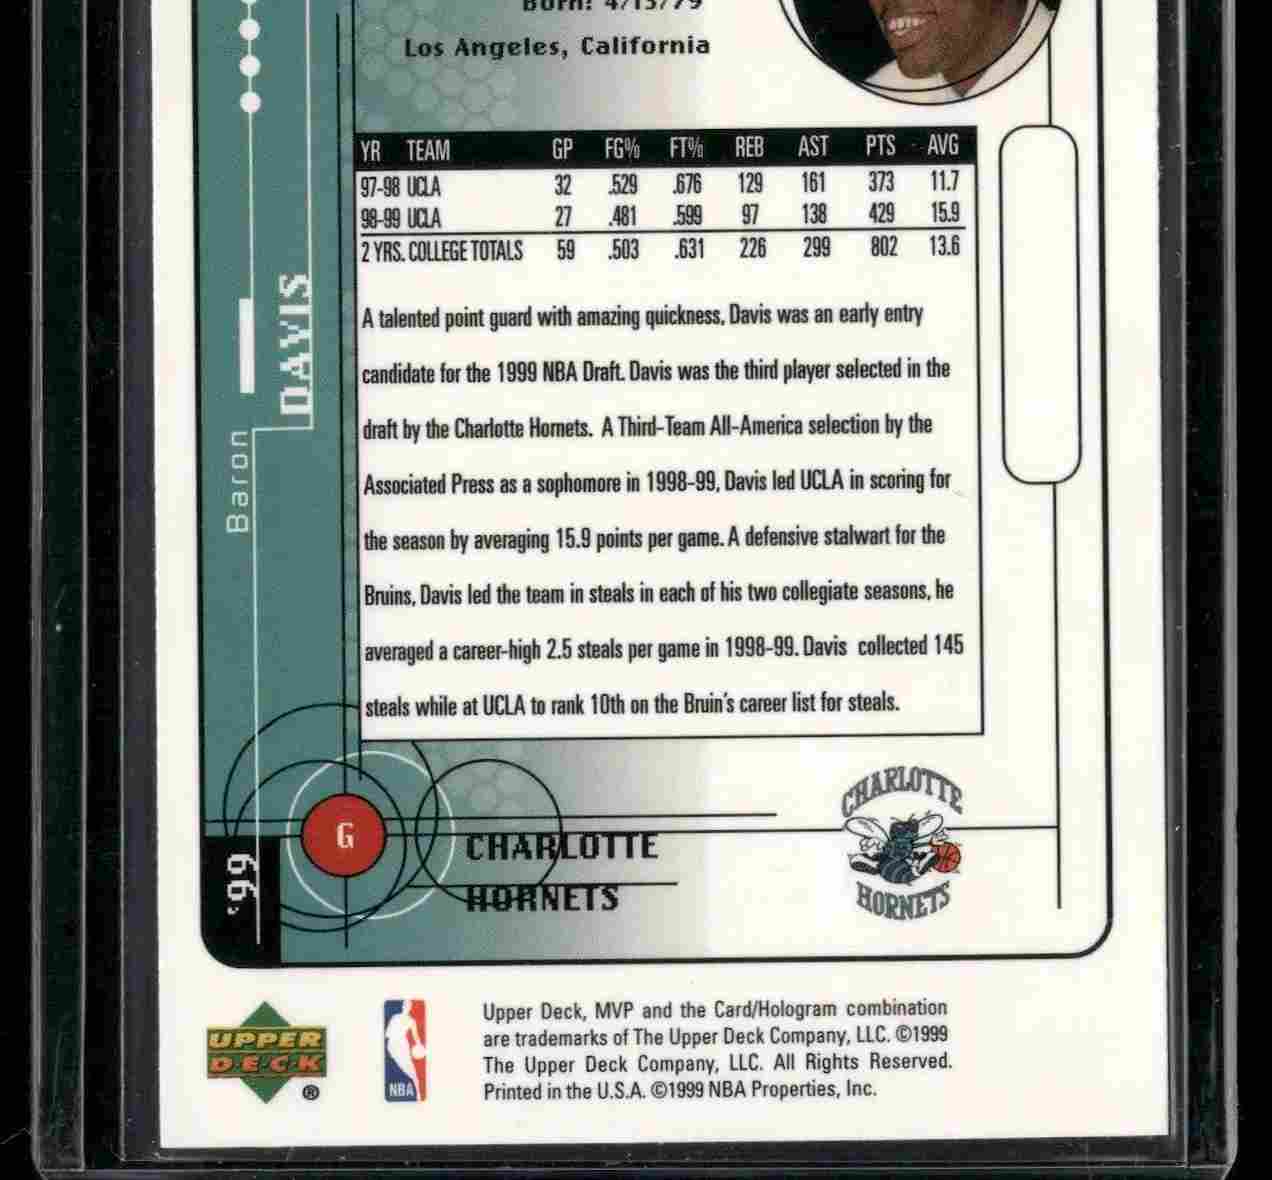 Born: 4/13/79
Los Angeles, California
YR TEAM GP FG% FT% REB AST PTS AVG
97-98 UCLA 32 .529 .676 129 161 373 11.7
98-99 UCLA 27 .481 .599 97 138 429 15.9
2 YRS. COLLEGE TOTALS 59 .503 .631 226 299 802 13.6
A talented point guard with amazing quickness, Davis was an early entry
candidate for the 1999 NBA Draft. Davis was the third player selected in the
draft by the Charlotte Hornets. A Third-Team All-America selection by the
Associated Press as a sophomore in 1998-99, Davis led UCLA in scoring for
the season by averaging 15.9 points per game. A defensive stalwart for the
Bruins, Davis led the team in steals in each of his two collegiate seasons, he
averaged a career-high 2.5 steals per game in 1998-99. Davis collected 145
steals while at UCLA to rank 10th on the Bruin's career list for steals.
Baron
DAVIS
'99
G
CHARLOTTE
HORNETS
CHARLOTTE
HORNETS
UPPER
DECK
®
NBA
Upper Deck, MVP and the Card/Hologram combination
are trademarks of The Upper Deck Company, LLC. ©1999
The Upper Deck Company, LLC. All Rights Reserved.
Printed in the U.S.A. ©1999 NBA Properties, Inc.